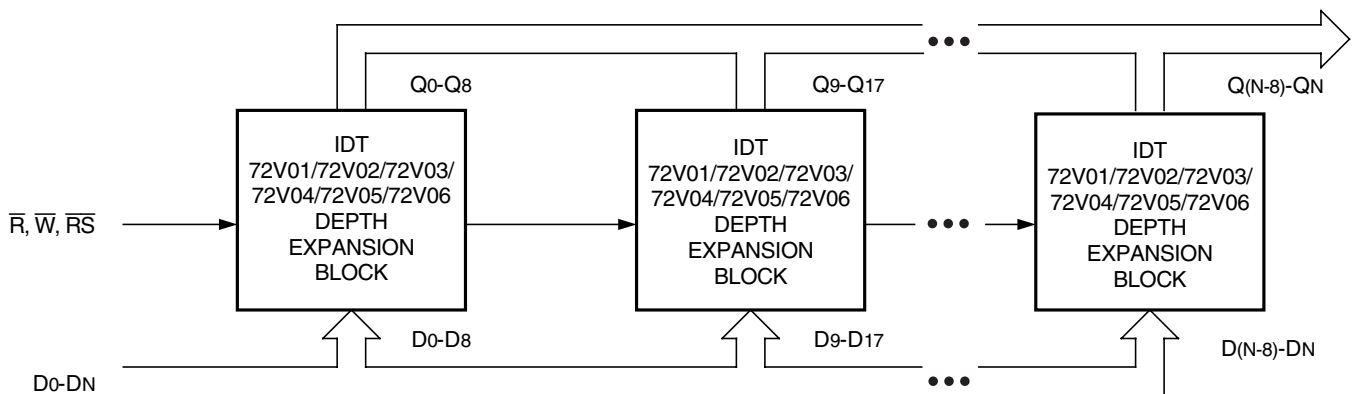 Q0-Q8
Q9-Q17
Q(N-8)-QN
IDT
72V01/72V02/72V03/
72V04/72V05/72V06
DEPTH
EXPANSION
BLOCK
IDT
72V01/72V02/72V03/
72V04/72V05/72V06
DEPTH
EXPANSION
BLOCK
IDT
72V01/72V02/72V03/
72V04/72V05/72V06
DEPTH
EXPANSION
BLOCK
R̅, W̅, R̅S̅
D0-D8
D9-D17
D(N-8)-DN
D0-DN